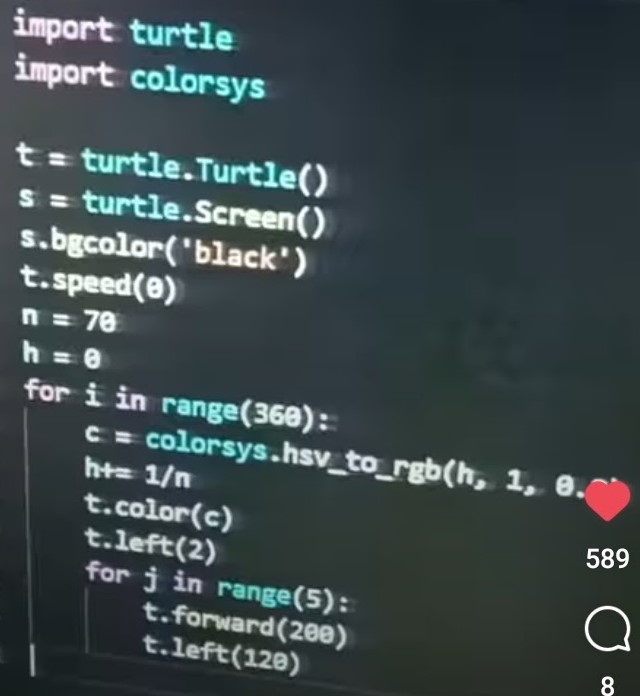 import turtle
import colorsys
t = turtle.Turtle()
s = turtle.Screen()
s.bgcolor('black')
t.speed(0)
n = 70
h = 0
for i in range(360):
c = colorsys.hsv_to_rgb(h, 1, 0.
h+= 1/n
t.color(c)
t.left(2)
for j in range(5):
t.forward(200)
t.left(120)
589
8